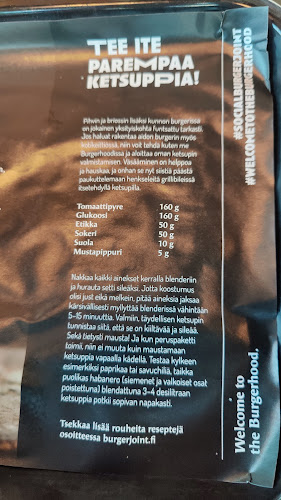 TEE ITE
PAREMPAA
KETSUPPIA!
Pihvin ja briossin lisäksi kunnon burgerissa
on jokainen yksityiskohta funtsattu tarkasti.
Jos haluat rakentaa aidon burgerin myös
kotikeittiössä, niin voit tehdä kuten me
Burgerhoodissa ja aloittaa oman ketsupin
valmistamisen. Vääsääminen on helppoa
ja hauskaa, ja onhan se nyt siistiä päästä
paukuttelemaan henkseleitä grillibileissä
itsetehdyllä ketsupilla.
Tomaattipyre 160 g
Glukoosi 160 g
Etikka 50 g
Sokeri 50 g
Suola 10 g
Mustapippuri 5 g
Nakkaa kaikki ainekset kerralla blenderiin
ja hurauta setti sileäksi. Jotta koostumus
olisi just eikä melkein, pitää aineksia jaksaa
kärsivällisesti myllyttää blenderissä vähintään
5-15 minuuttia. Valmiin, täydellisen ketsupin
tunnistaa siitä, että se on kiiltävää ja sileää.
Sekä tietysti mausta! Ja kun peruspaketti
toimii, niin ei muuta kuin maustamaan
ketsuppia vapaalla kädellä. Testaa kylkeen
esimerkiksi paprikaa tai savuchiliä, taikka
puolikas habanero (siemenet ja valkoiset osat
poistettuna) blendattuna 3-4 desilitraan
ketsuppia potkii sopivan napakasti.
Tsekkaa lisää rouheita reseptejä
osoitteessa burgerjoint.fi
#SOCIALBURGERJOINT
#WELCOMETOTHEBURGERHOOD
Welcome to
the Burgerhood.